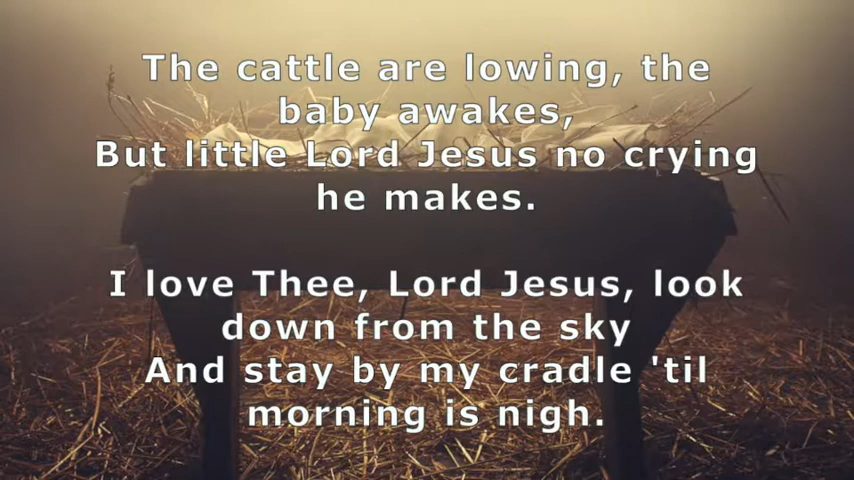 The cattle are lowing, the
baby awakes,
But little Lord Jesus no crying
he makes.
I love Thee, Lord Jesus, look
down from the sky
And stay by my cradle 'til
morning is nigh.